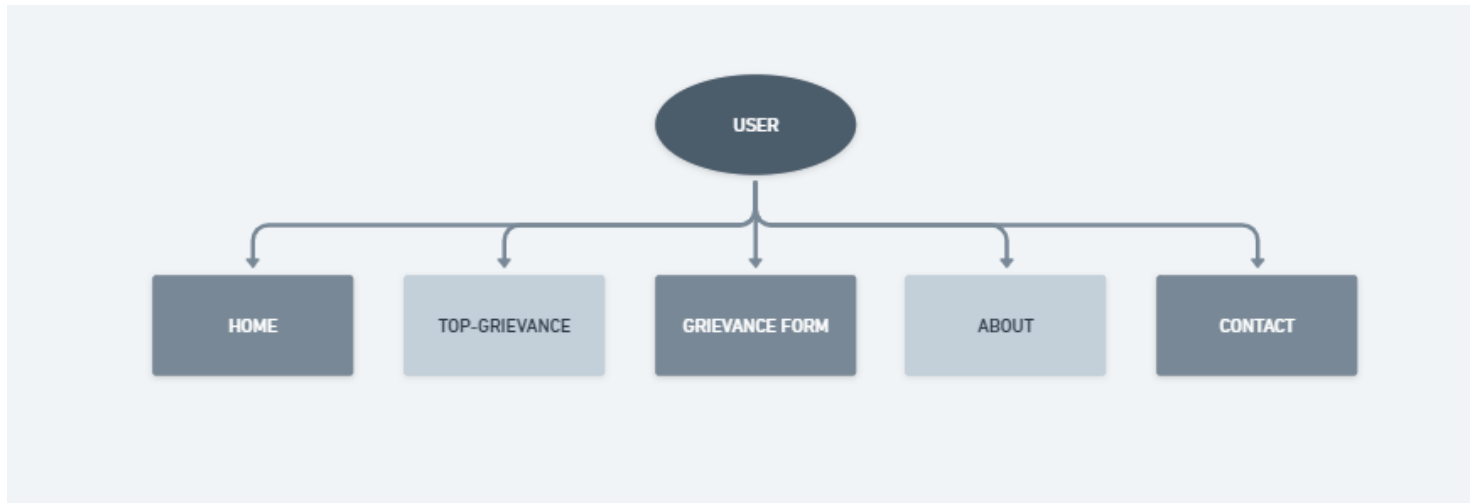 USER
HOME
TOP-GRIEVANCE
GRIEVANCE FORM
ABOUT
CONTACT